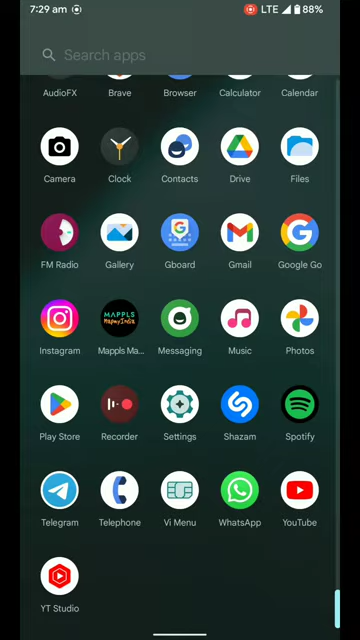 7:29 am LTE 88%
Search apps
AudioFX Brave Browser Calculator Calendar
Camera Clock Contacts Drive Files
FM Radio Gallery Gboard Gmail Google Go
MAPPLS
MapmyIndia
Instagram Mappls Ma... Messaging Music Photos
Play Store Recorder Settings Shazam Spotify
Telegram Telephone Vi Menu WhatsApp YouTube
YT Studio